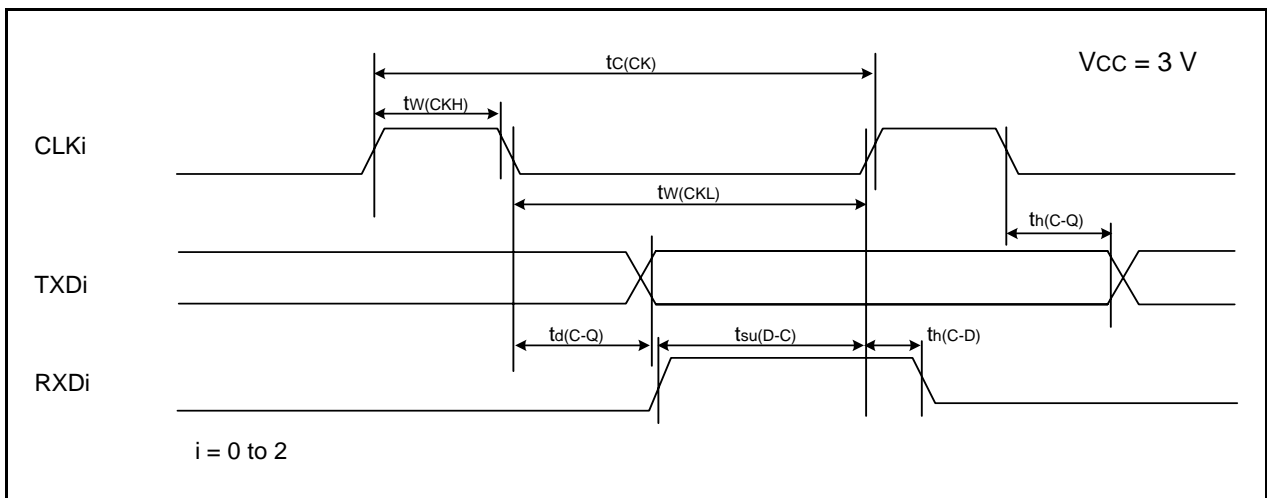 tC(CK)
VCC = 3 V
tW(CKH)
CLKi
tW(CKL)
th(C-Q)
TXDi
td(C-Q)
tsu(D-C)
th(C-D)
RXDi
i = 0 to 2